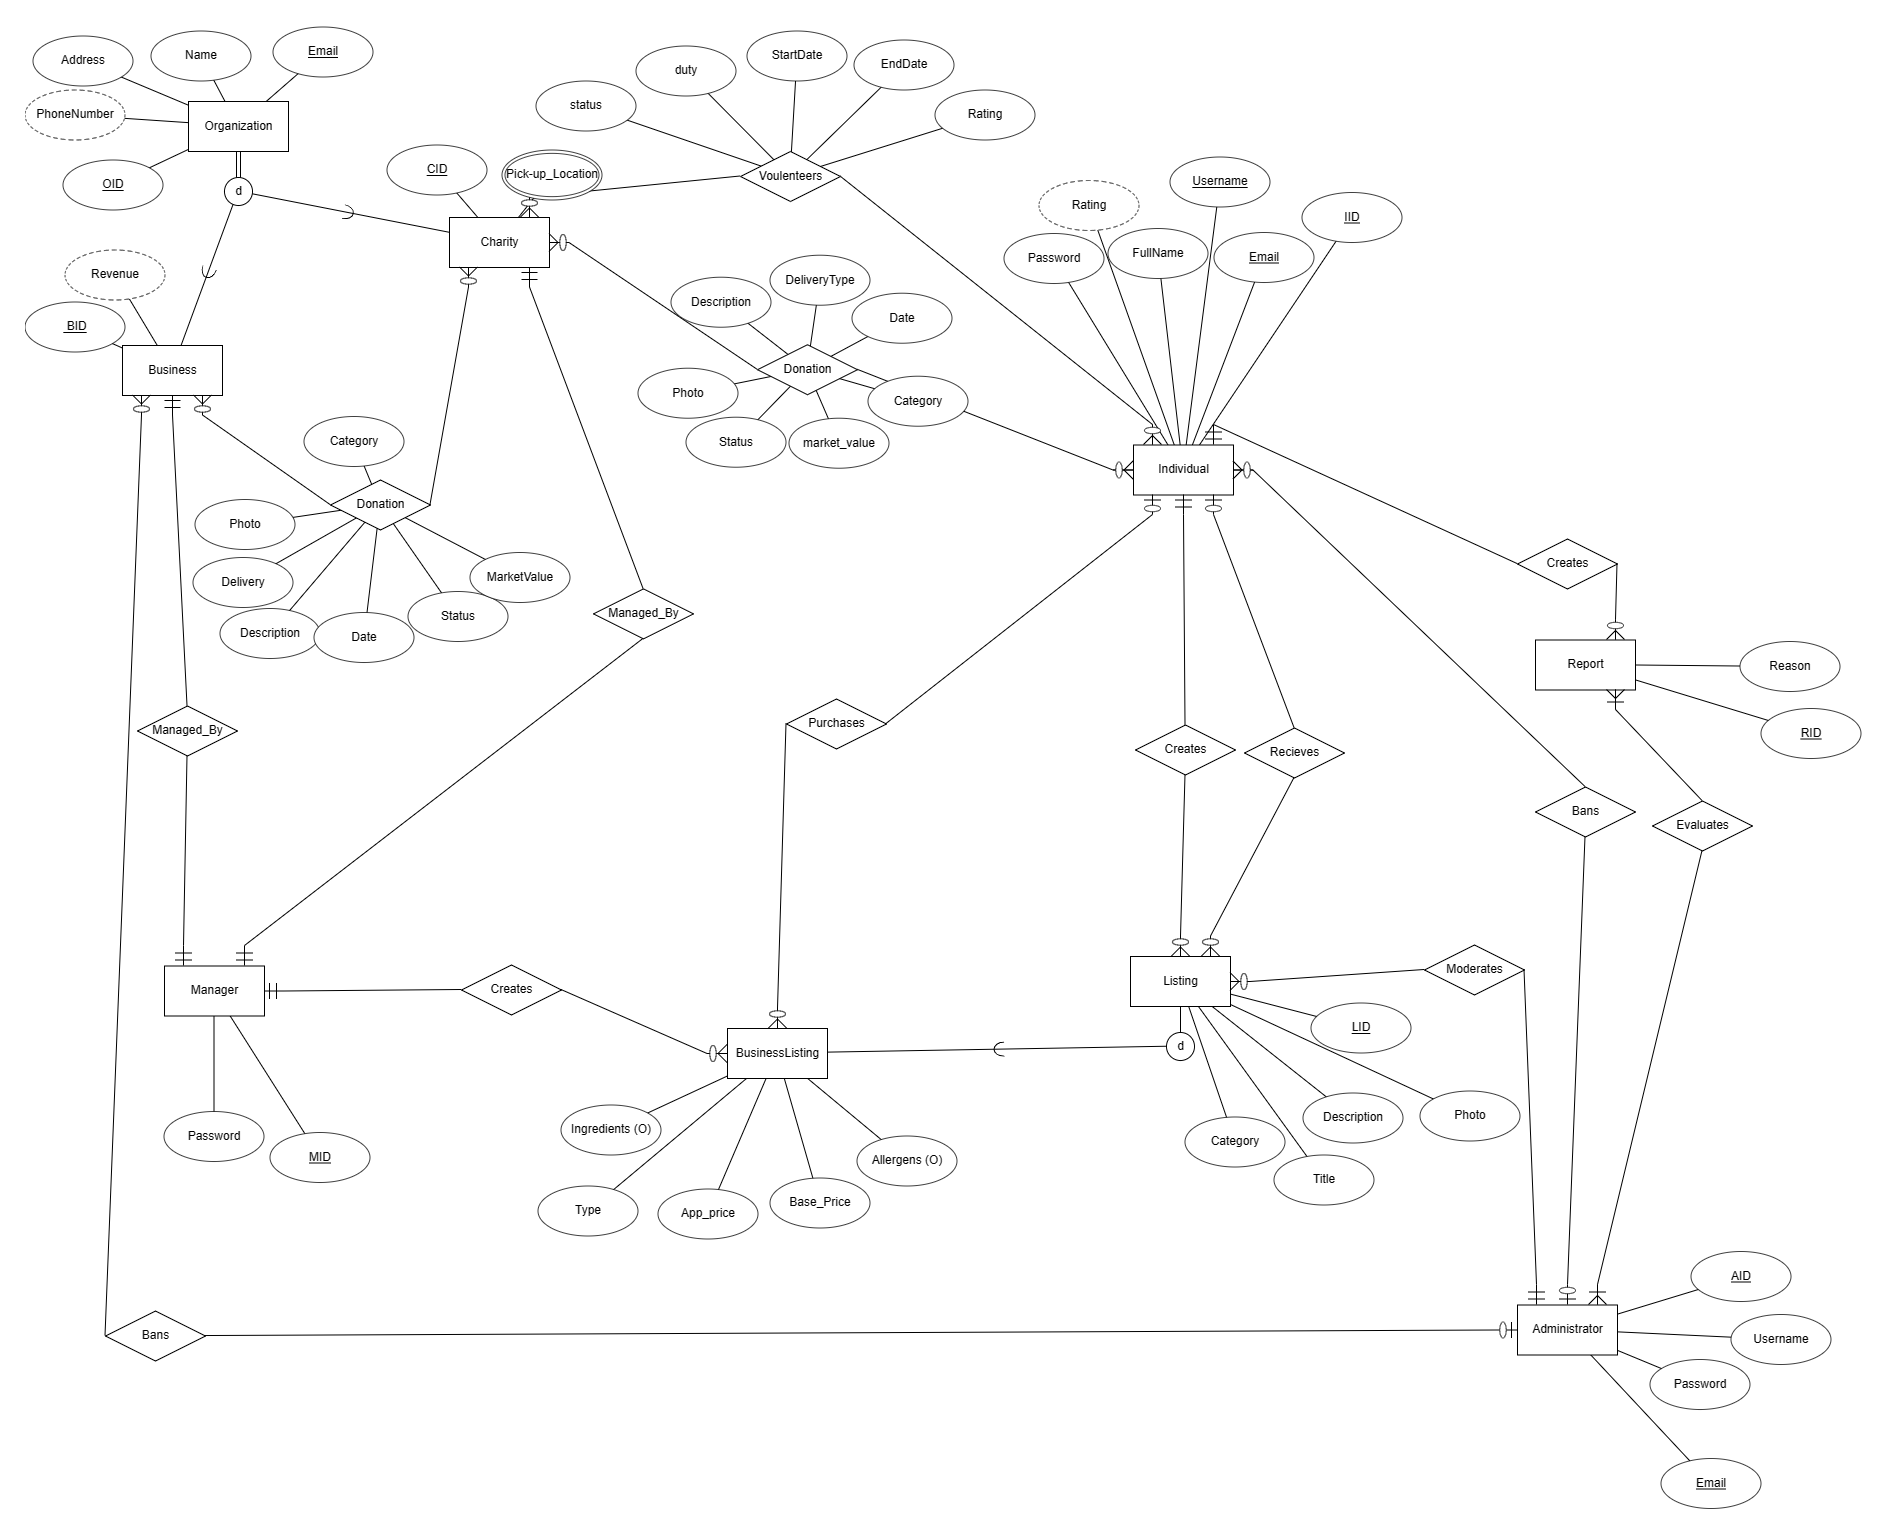 Address
Name
Email
PhoneNumber
Organization
OID
d
status
duty
StartDate
EndDate
Rating
Voulenteers
CID
Pick-up_Location
Charity
Revenue
BID
Business
Rating
Username
IID
Password
FullName
Email
Individual
Description
DeliveryType
Date
Donation
Photo
Category
Status
market_value
Category
Donation
Photo
Delivery
Description
Date
Status
MarketValue
Managed_By
Managed_By
Creates
Report
Reason
RID
Purchases
Creates
Recieves
Bans
Evaluates
Manager
Password
MID
Creates
BusinessListing
Ingredients (O)
Type
App_price
Base_Price
Allergens (O)
Listing
Moderates
d
LID
Photo
Description
Category
Title
Bans
Administrator
AID
Username
Password
Email